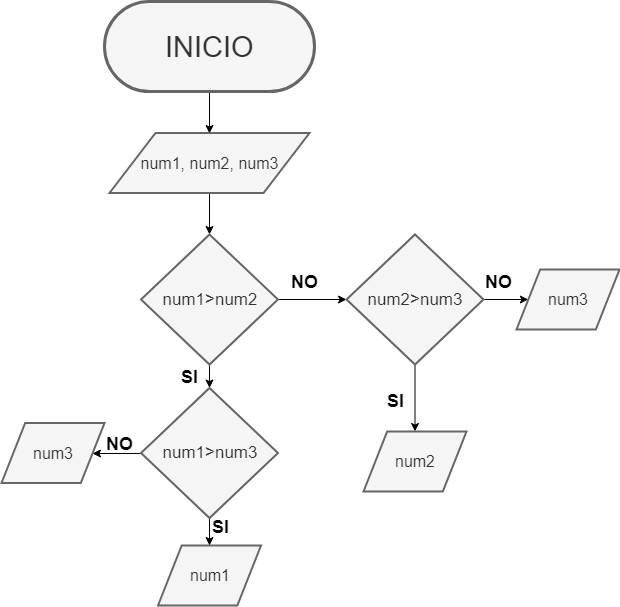 INICIO
num1, num2, num3
num1>num2
NO
num2>num3
NO
num3
SI
SI
num3
NO
num1>num3
num2
SI
num1